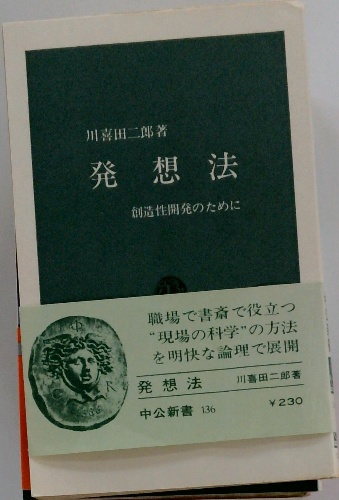 川喜田二郎著
発想法
創造性開発のために
職場で書斎で役立つ
“現場の科学”の方法
を明快な論理で展開
発想法 川喜田二郎著
中公新書 136 ¥230